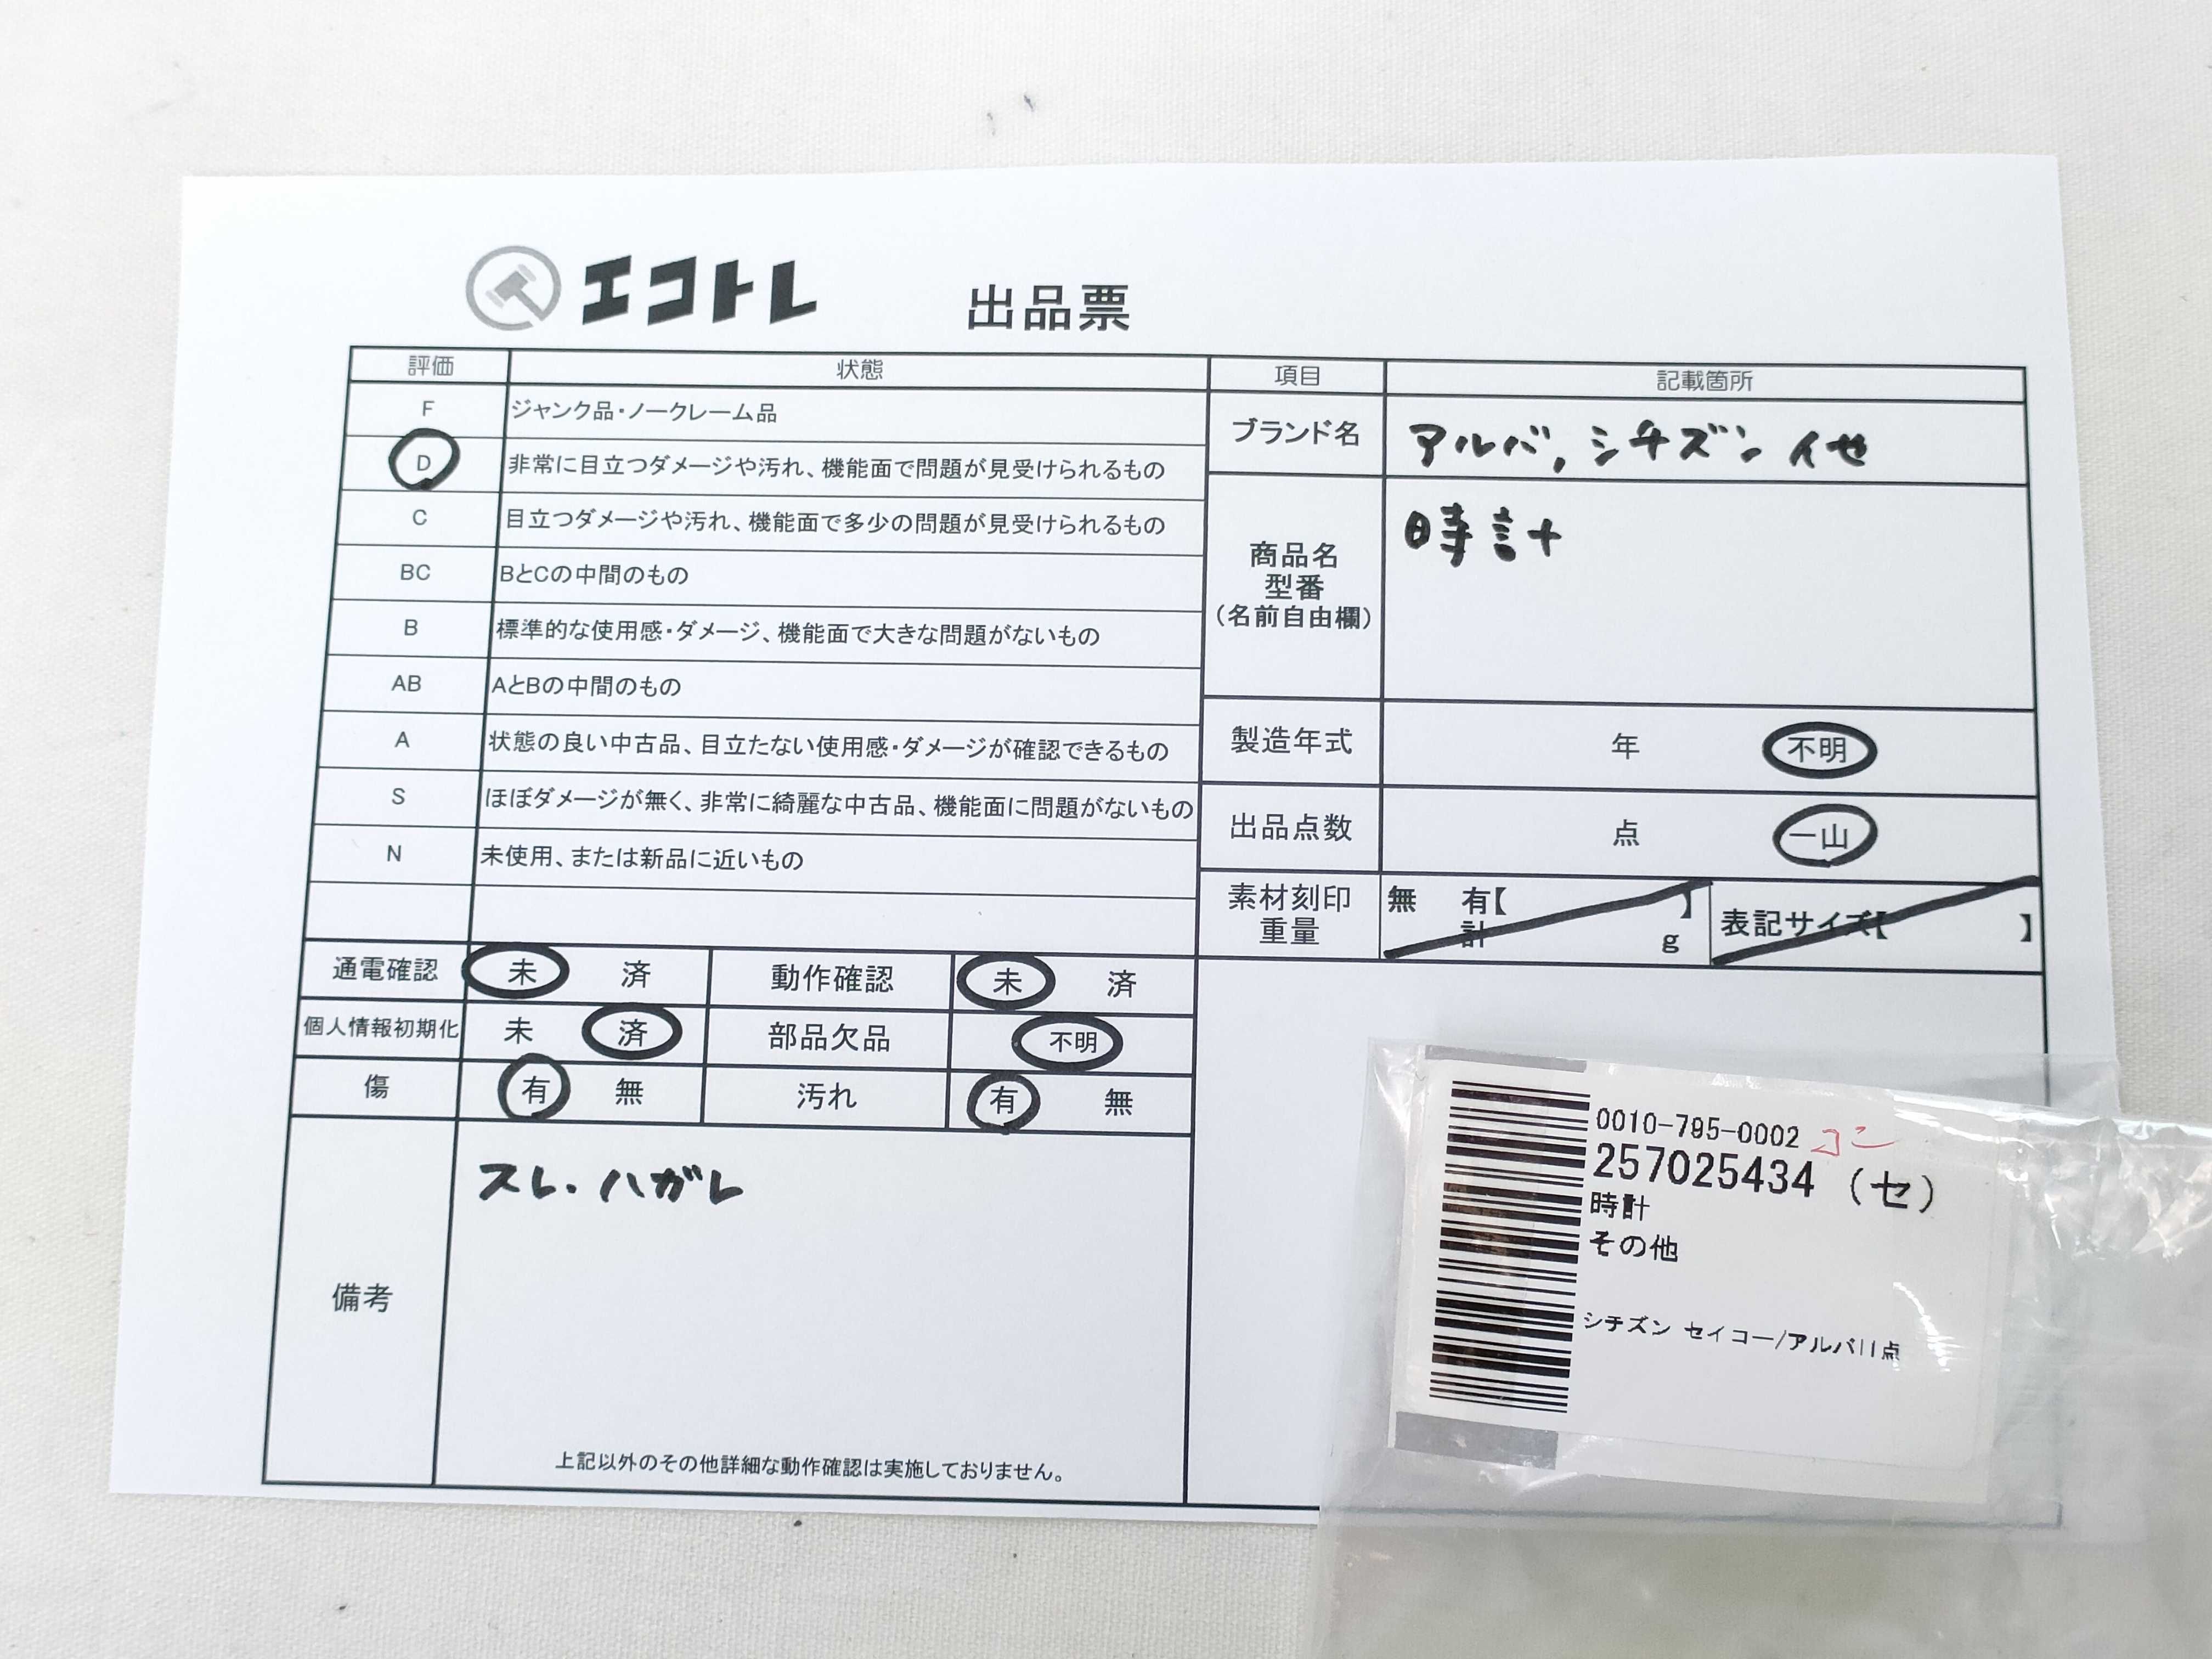 エコトレ 出品票
評価 状態 項目 記載箇所
F ジャンク品・ノークレーム品
ブランド名 アルバ, シチズン 他
D 非常に目立つダメージや汚れ、機能面で問題が見受けられるもの
C 目立つダメージや汚れ、機能面で多少の問題が見受けられるもの
商品名 時計
型番
(名前自由欄)
BC BとCの中間のもの
B 標準的な使用感・ダメージ、機能面で大きな問題がないもの
AB AとBの中間のもの
A 状態の良い中古品、目立たない使用感・ダメージが確認できるもの
製造年式 年 不明
S ほぼダメージが無く、非常に綺麗な中古品、機能面に問題がないもの
出品点数 点 一山
N 未使用、または新品に近いもの
素材刻印 無 有【 】 表記サイズ【 】
重量 計 g
通電確認 未 済 動作確認 未 済
個人情報初期化 未 済 部品欠品 不明
傷 有 無 汚れ 有 無
備考 スレ・ハガレ
上記以外のその他詳細な動作確認は実施しておりません。
0010-795-0002
257025434 (セ)
時計
その他
シチズン セイコー/アルバ11点